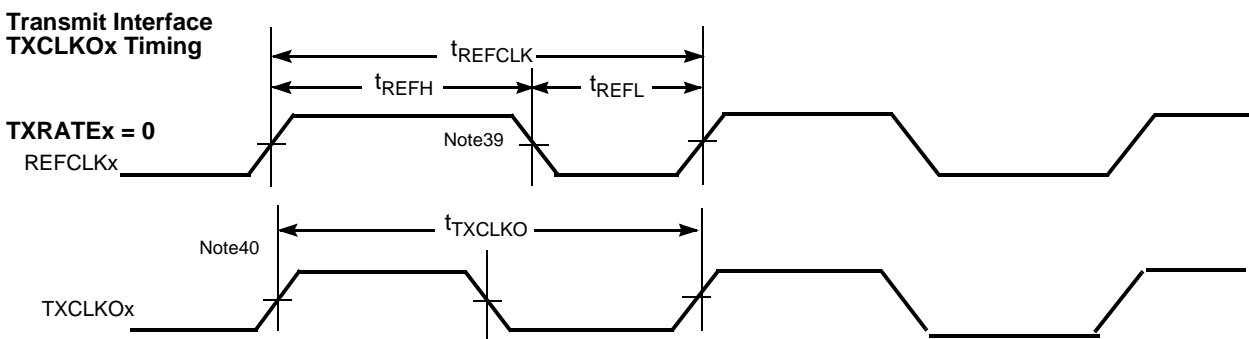 Transmit Interface
TXCLKOx Timing
tREFCLK
tREFH
tREFL
TXRATEx = 0
Note39
REFCLKx
tTXCLKO
Note40
TXCLKOx